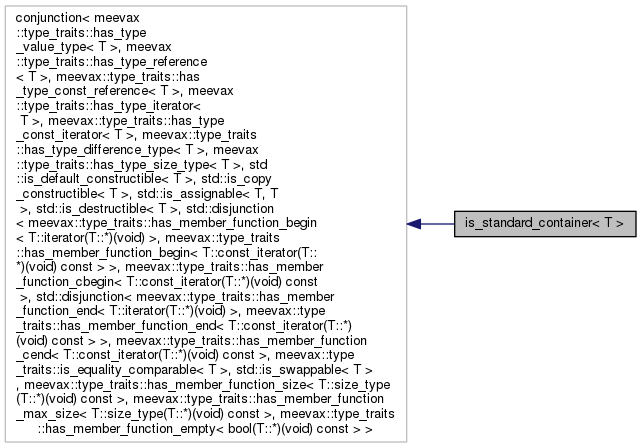 conjunction< meevax
::type_traits::has_type
_value_type< T >, meevax
::type_traits::has_type_reference
< T >, meevax::type_traits::has
_type_const_reference< T >, meevax
::type_traits::has_type_iterator<
T >, meevax::type_traits::has_type
_const_iterator< T >, meevax::type_traits
::has_type_difference_type< T >, meevax
::type_traits::has_type_size_type< T >, std
::is_default_constructible< T >, std::is_copy
_constructible< T >, std::is_assignable< T, T
>, std::is_destructible< T >, std::disjunction
< meevax::type_traits::has_member_function_begin
< T::iterator(T::*)(void) >, meevax::type_traits
::has_member_function_begin< T::const_iterator(T::
*)(void) const > >, meevax::type_traits::has_member
_function_cbegin< T::const_iterator(T::*)(void) const
>, std::disjunction< meevax::type_traits::has_member
_function_end< T::iterator(T::*)(void) >, meevax::type
_traits::has_member_function_end< T::const_iterator(T::*)
(void) const > >, meevax::type_traits::has_member_function
_cend< T::const_iterator(T::*)(void) const >, meevax::type
_traits::is_equality_comparable< T >, std::is_swappable< T >
, meevax::type_traits::has_member_function_size< T::size_type
(T::*)(void) const >, meevax::type_traits::has_member_function
_max_size< T::size_type(T::*)(void) const >, meevax::type_traits
::has_member_function_empty< bool(T::*)(void) const > >
is_standard_container< T >